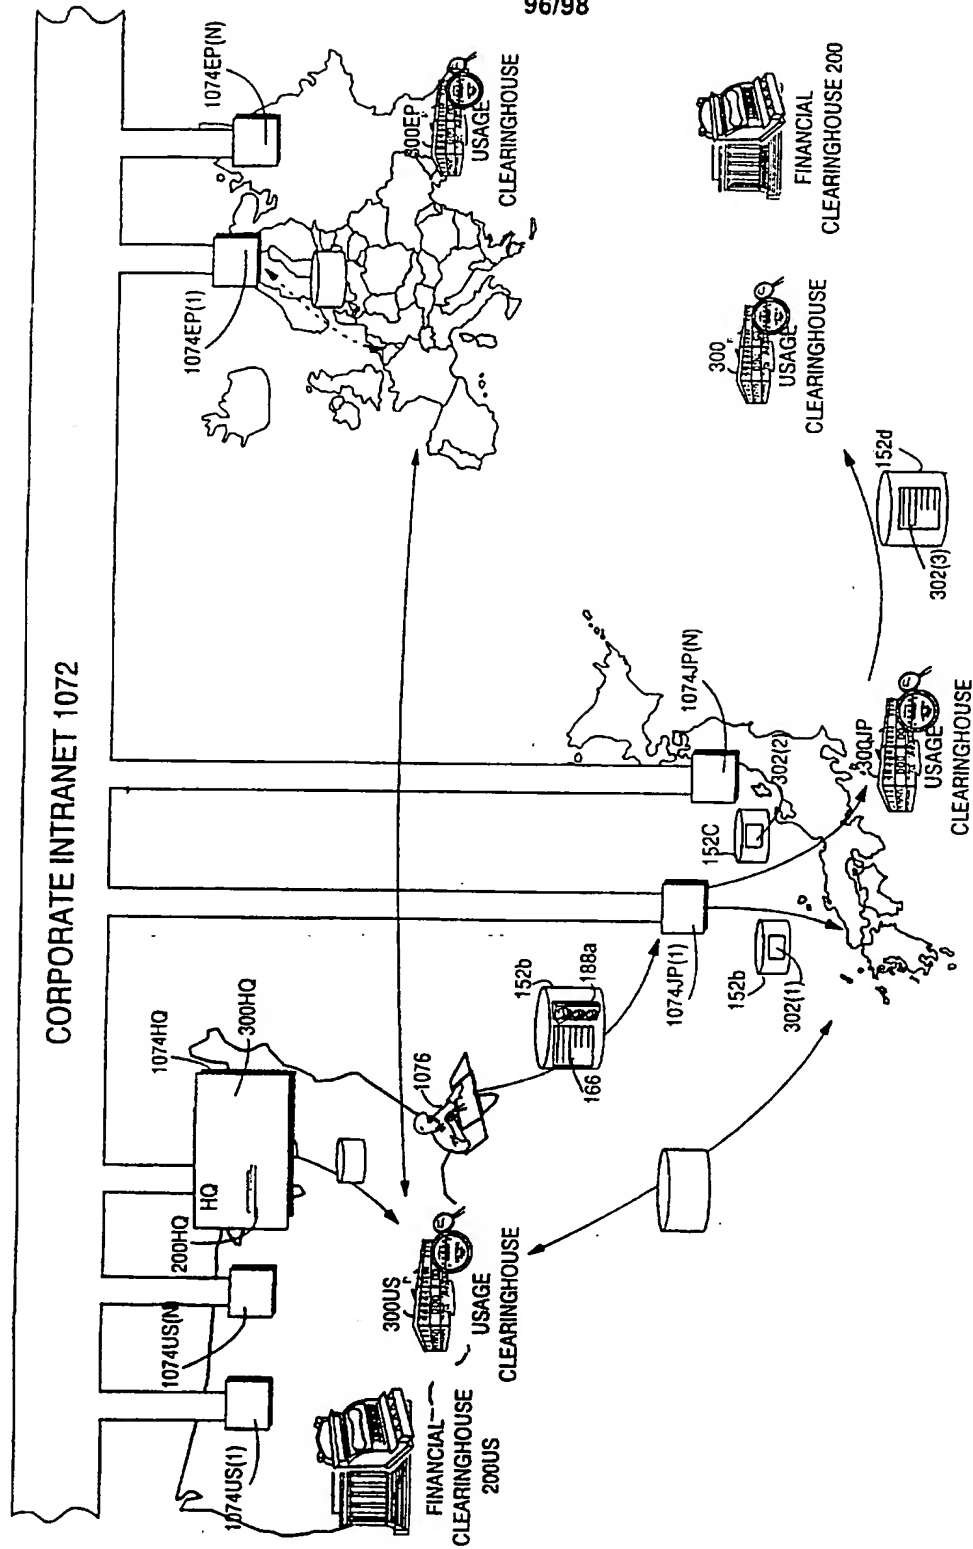 96/98
CORPORATE INTRANET 1072
1074US(1)
1074US(N)
200HQ
HQ
1074HQ
300HQ
1074EP(1)
1074EP(N)
FINANCIAL
CLEARINGHOUSE
200US
300US
USAGE
CLEARINGHOUSE
1076
152b
188a
166
1074JP(1)
1074JP(N)
152C
302(2)
152b
302(1)
300JP
USAGE
CLEARINGHOUSE
300EP
USAGE
CLEARINGHOUSE
302(3)
152d
300
USAGE
CLEARINGHOUSE
FINANCIAL
CLEARINGHOUSE 200